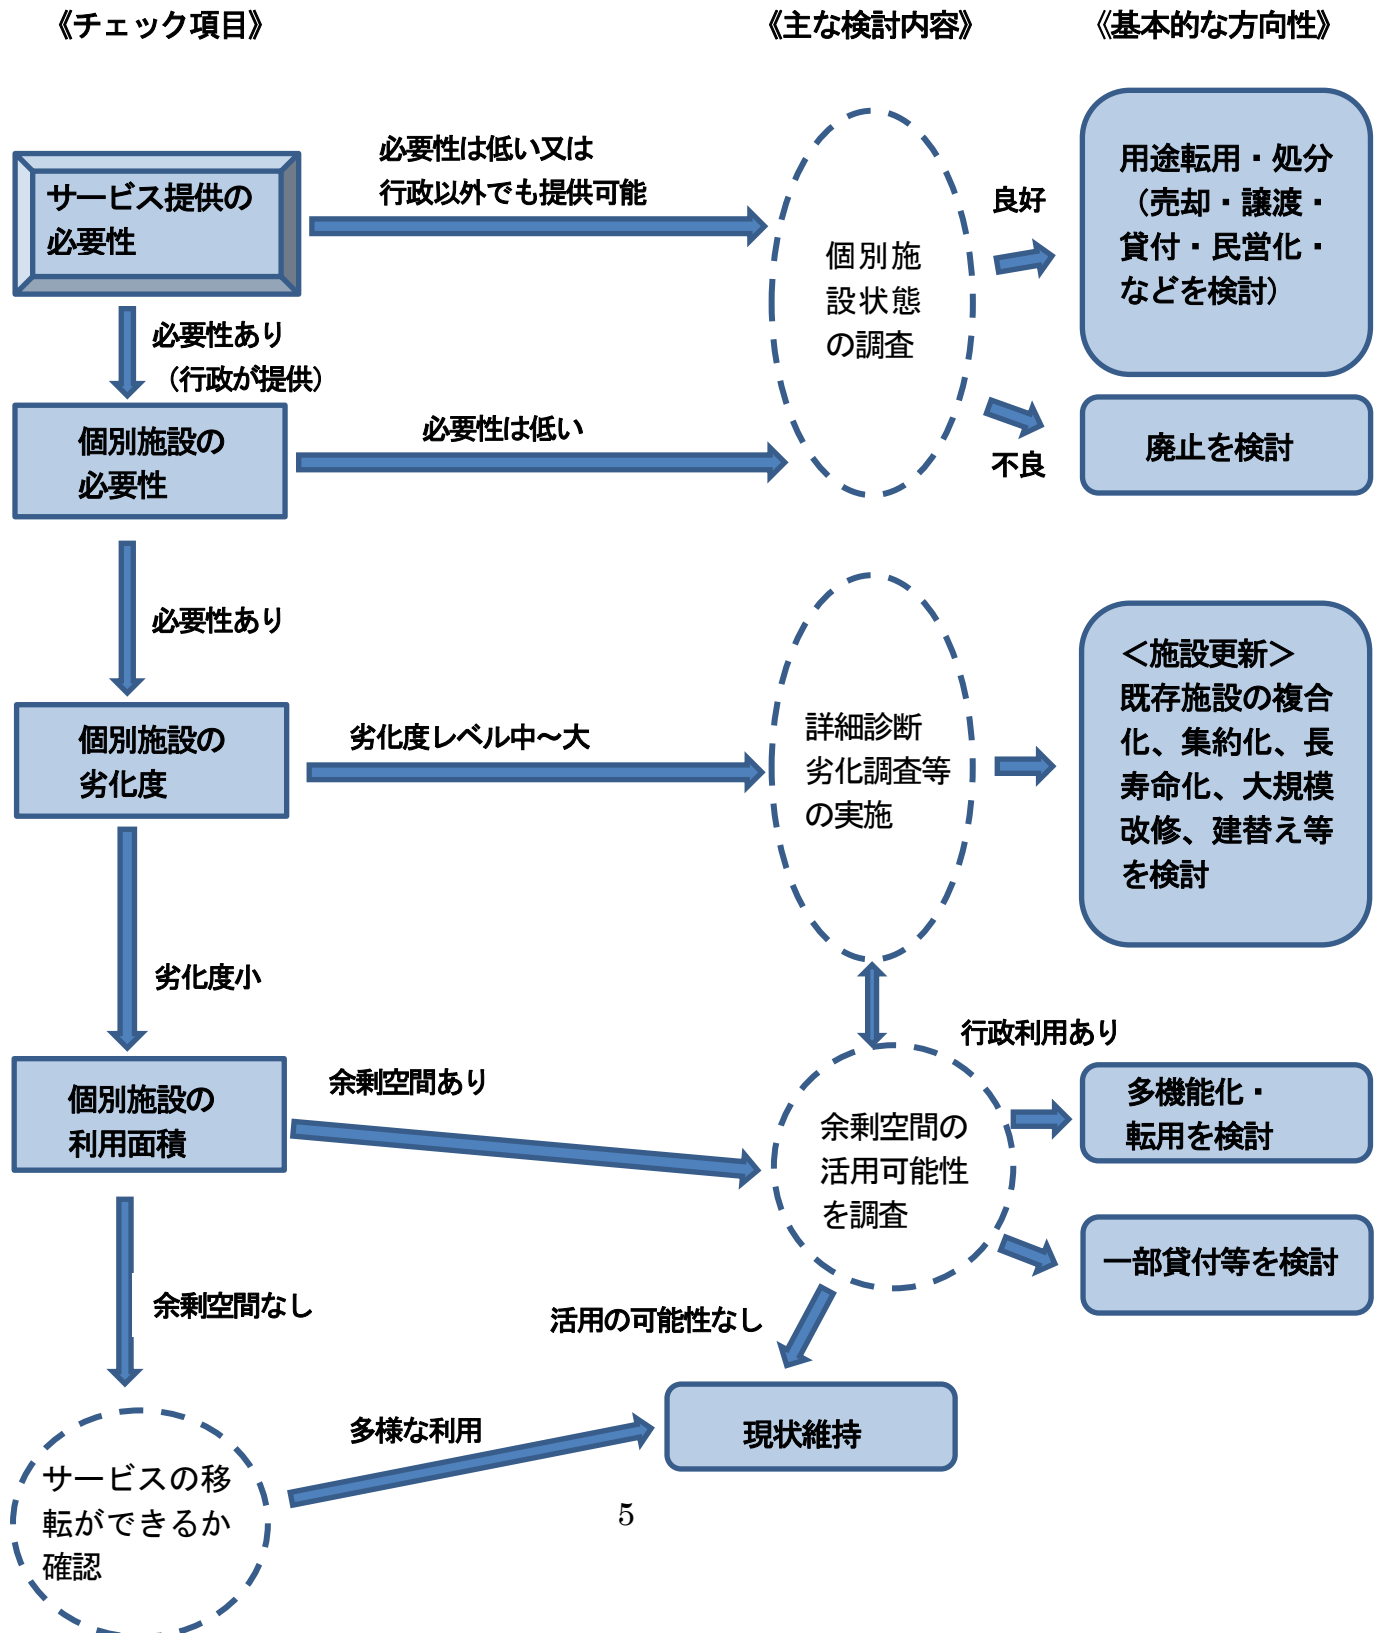 《チェック項目》
《主な検討内容》
《基本的な方向性》
サービス提供の
必要性
必要性は低い又は
行政以外でも提供可能
個別施
設状態
の調査
良好
用途転用・処分
（売却・譲渡・
貸付・民営化・
などを検討）
必要性あり
（行政が提供）
個別施設の
必要性
必要性は低い
不良
廃止を検討
必要性あり
個別施設の
劣化度
劣化度レベル中～大
詳細診断
劣化調査等
の実施
＜施設更新＞
既存施設の複合
化、集約化、長
寿命化、大規模
改修、建替え等
を検討
劣化度小
個別施設の
利用面積
余剰空間あり
余剰空間の
活用可能性
を調査
行政利用あり
多機能化・
転用を検討
一部貸付等を検討
余剰空間なし
活用の可能性なし
サービスの移
転ができるか
確認
多様な利用
現状維持
5